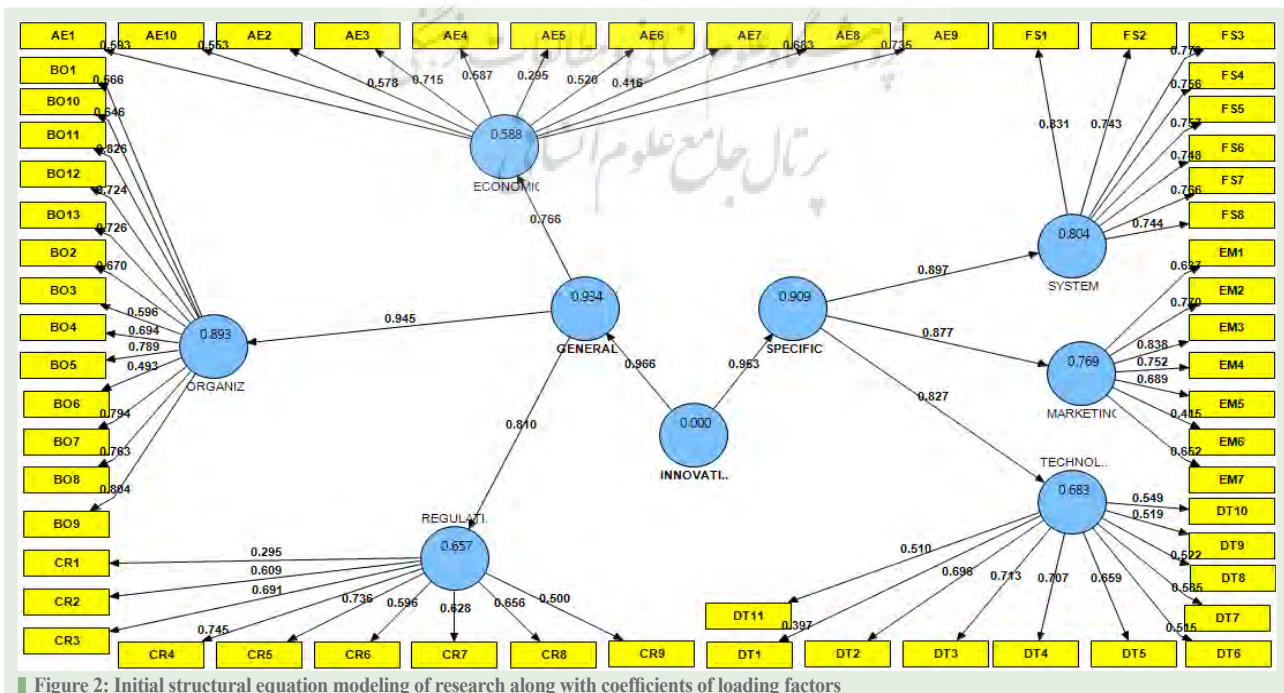 AE1 AE10 AE2 AE3 AE4 AE5 AE6 AE7 AE8 AE9 FS1 FS2 FS3
0.593 0.553 0.578 0.715 0.587 0.295 0.520 0.416 0.683 0.735
پژوهشگاه علوم انسانی و مطالعات فرهنگی
پرتال جامع علوم انسانی
BO1
BO10
BO11
BO12
BO13
BO2
BO3
BO4
BO5
BO6
BO7
BO8
BO9
0.566
0.646
0.826
0.724
0.726
0.670
0.596
0.694
0.789
0.493
0.794
0.763
0.804
0.588
ECONOMIC
0.766
0.893
ORGANIZ
0.945
0.934
GENERAL
0.966
0.810
0.000
INNOVATI..
0.953
0.909
SPECIFIC
0.897
0.877
0.827
0.831
0.743
0.756
0.757
0.748
0.766
0.744
0.804
SYSTEM
FS4
FS5
FS6
FS7
FS8
EM1
EM2
EM3
EM4
EM5
EM6
EM7
0.770
0.838
0.752
0.689
0.415
0.652
0.769
MARKETING
TECHNOL..
0.683
0.549
0.519
0.522
0.515
0.510
0.397
0.696
0.713
0.707
0.659
DT10
DT9
DT8
DT7
DT6
DT11
DT1 DT2 DT3 DT4 DT5
REGULATI..
0.657
0.295
0.609
0.691
0.745
0.736
0.596
0.628
0.656
0.500
CR1
CR2
CR3
CR4 CR5 CR6 CR7 CR8 CR9
Figure 2: Initial structural equation modeling of research along with coefficients of loading factors